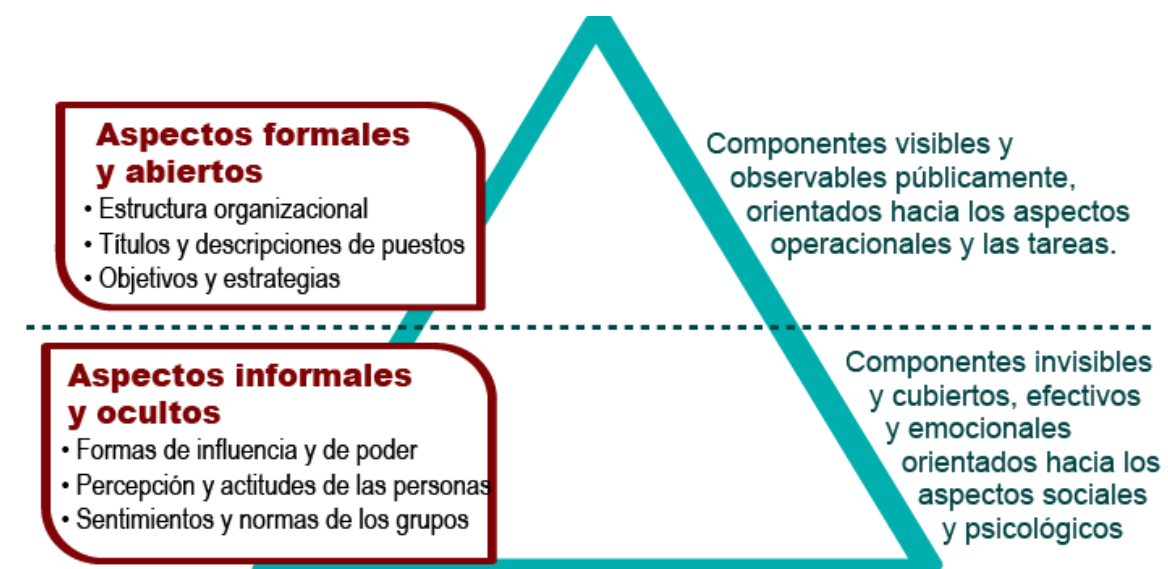 Aspectos formales
y abiertos
• Estructura organizacional
• Títulos y descripciones de puestos
• Objetivos y estrategias
Componentes visibles y
observables públicamente,
orientados hacia los aspectos
operacionales y las tareas.
Aspectos informales
y ocultos
• Formas de influencia y de poder
• Percepción y actitudes de las personas
• Sentimientos y normas de los grupos
Componentes invisibles
y cubiertos, efectivos
y emocionales
orientados hacia los
aspectos sociales
y psicológicos